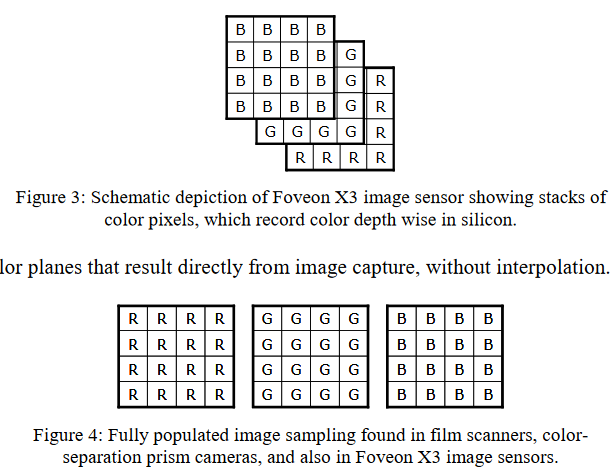 B B B B
B B B B G
B B B B G R
B B B B G R
G G G G R
R R R R
Figure 3: Schematic depiction of Foveon X3 image sensor showing stacks of
color pixels, which record color depth wise in silicon.
lor planes that result directly from image capture, without interpolation.
R R R R G G G G B B B B
R R R R G G G G B B B B
R R R R G G G G B B B B
R R R R G G G G B B B B
Figure 4: Fully populated image sampling found in film scanners, color-
separation prism cameras, and also in Foveon X3 image sensors.